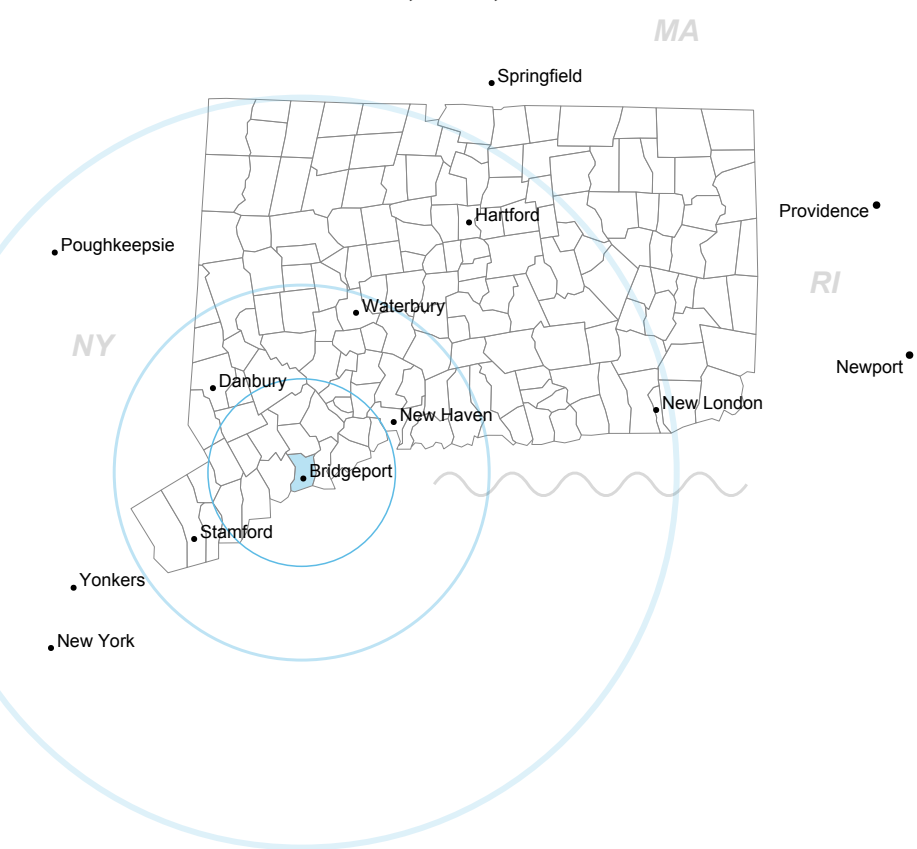 MA
Springfield
Providence
Hartford
Poughkeepsie
RI
Waterbury
NY
Newport
Danbury
New London
New Haven
Bridgeport
Stamford
Yonkers
New York